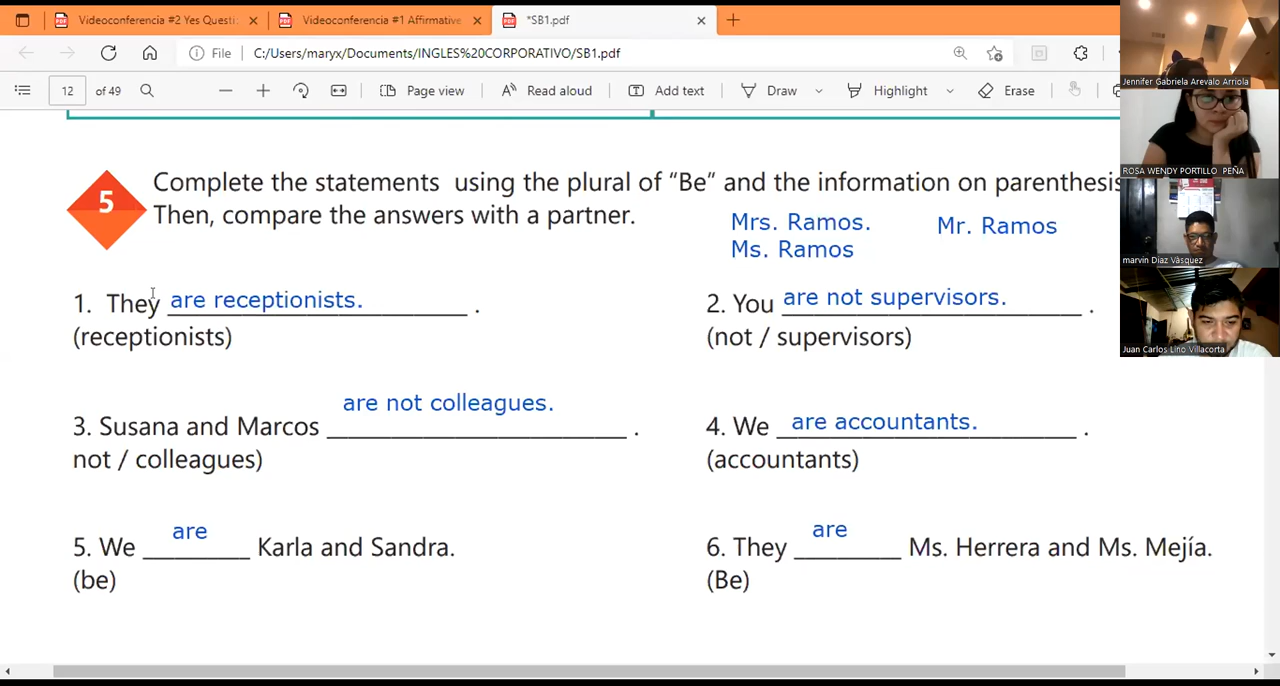 Videoconferencia #2 Yes Questi
Videoconferencia #1 Affirmative
*SB1.pdf
File
C:/Users/maryx/Documents/INGLES%20CORPORATIVO/SB1.pdf
12 of 49
Page view
Read aloud
Add text
Draw
Highlight
Erase
5
Complete the statements using the plural of “Be” and the information on parenthesis
Then, compare the answers with a partner.
Mrs. Ramos.
Mr. Ramos
Ms. Ramos
1. They are receptionists. .
(receptionists)
2. You are not supervisors. .
(not / supervisors)
3. Susana and Marcos are not colleagues. .
not / colleagues)
4. We are accountants. .
(accountants)
5. We are Karla and Sandra.
(be)
6. They are Ms. Herrera and Ms. Mejía.
(Be)
Jennifer Gabriela Arevalo Arriola
ROSA WENDY PORTILLO PEÑA
marvin Diaz Vàsquez
Juan Carlos Lino Villacorta